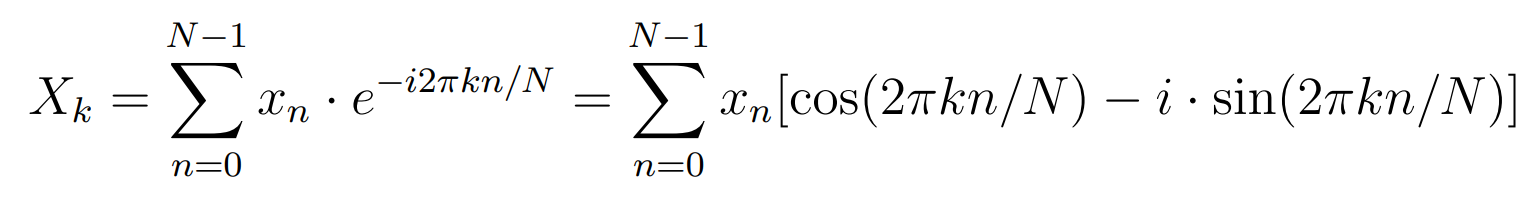 X_k = \sum_{n=0}^{N-1} x_n \cdot e^{-i2\pi kn/N} = \sum_{n=0}^{N-1} x_n[\cos(2\pi kn/N) - i \cdot \sin(2\pi kn/N)]